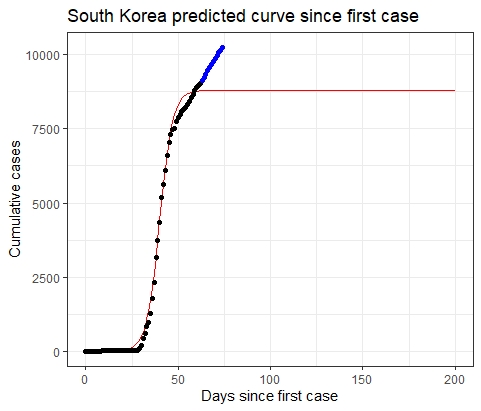 South Korea predicted curve since first case
Cumulative cases
10000
7500
5000
2500
0
0 50 100 150 200
Days since first case